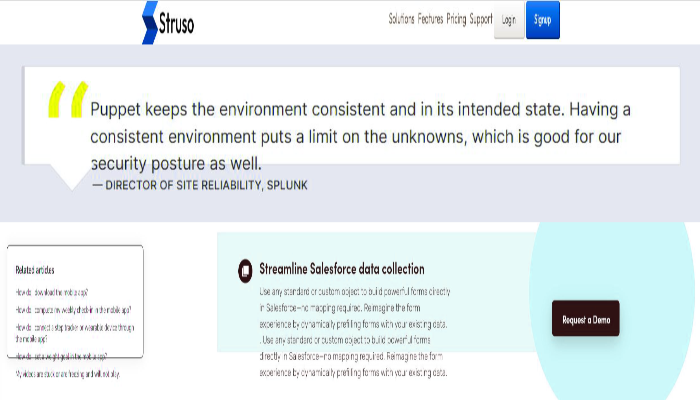 Struso
Solutions Features Pricing Support Login Signup
Puppet keeps the environment consistent and in its intended state. Having a
consistent environment puts a limit on the unknowns, which is good for our
security posture as well.
— DIRECTOR OF SITE RELIABILITY, SPLUNK
Related articles
How do I download the mobile app?
How do I compute my weekly check-in in the mobile app?
How do I connect a step tracker or wearable device through
the mobile app?
How do I set a weight goal in the mobile app?
My videos are stuck or are freezing and will not play.
Streamline Salesforce data collection
Use any standard or custom object to build powerful forms directly
in Salesforce—no mapping required. Reimagine the form
experience by dynamically prefilling forms with your existing data.
. Use any standard or custom object to build powerful forms
directly in Salesforce—no mapping required. Reimagine the form
experience by dynamically prefilling forms with your existing data.
Request a Demo